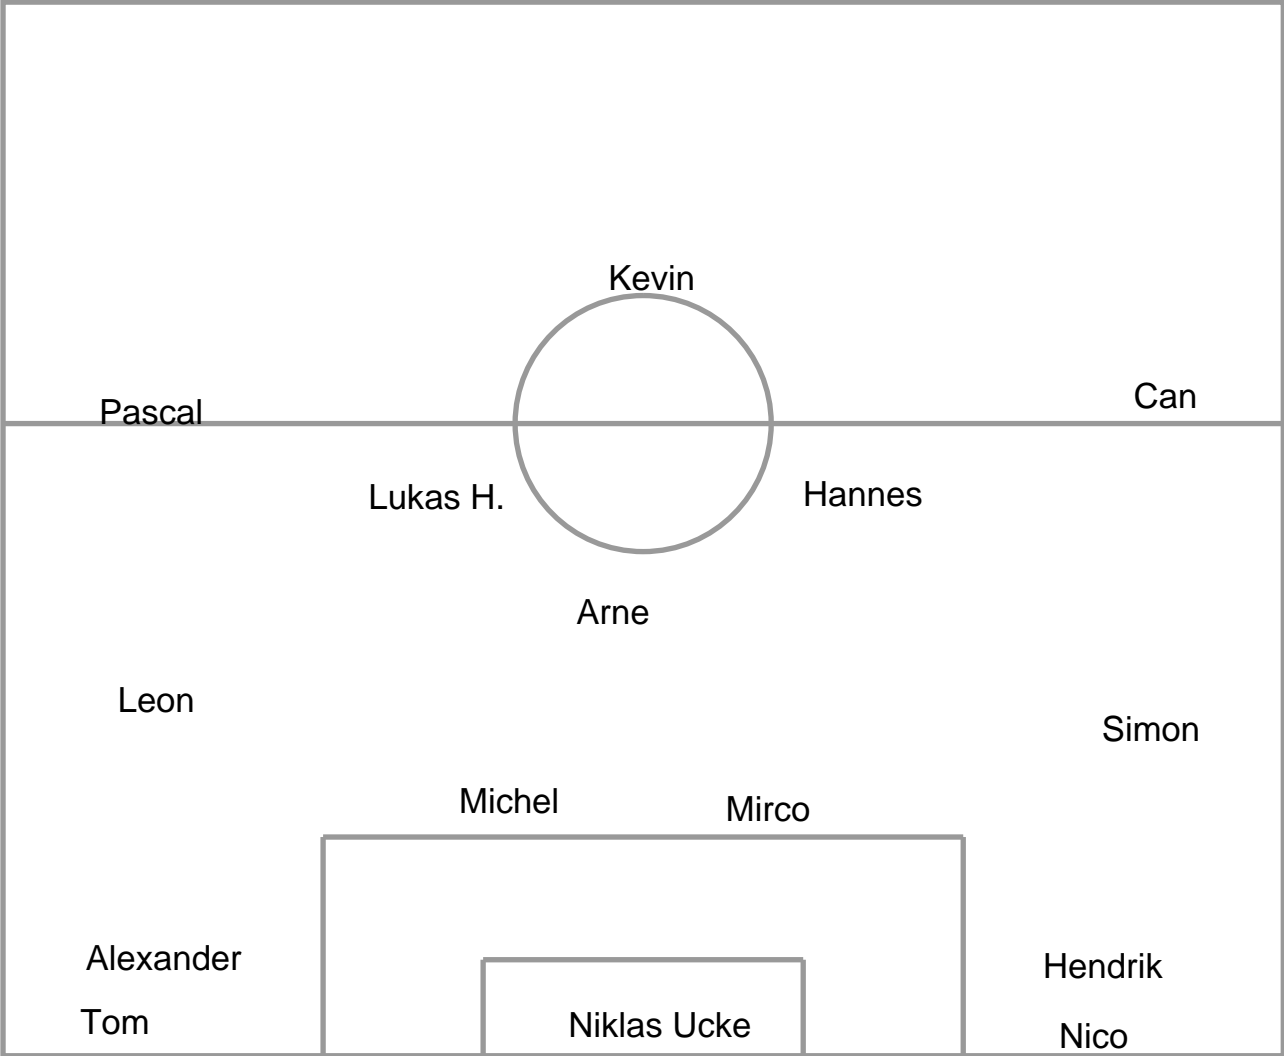 Kevin
Can
Pascal
Lukas H.
Hannes
Arne
Leon
Simon
Michel
Mirco
Alexander
Hendrik
Tom
Niklas Ucke
Nico